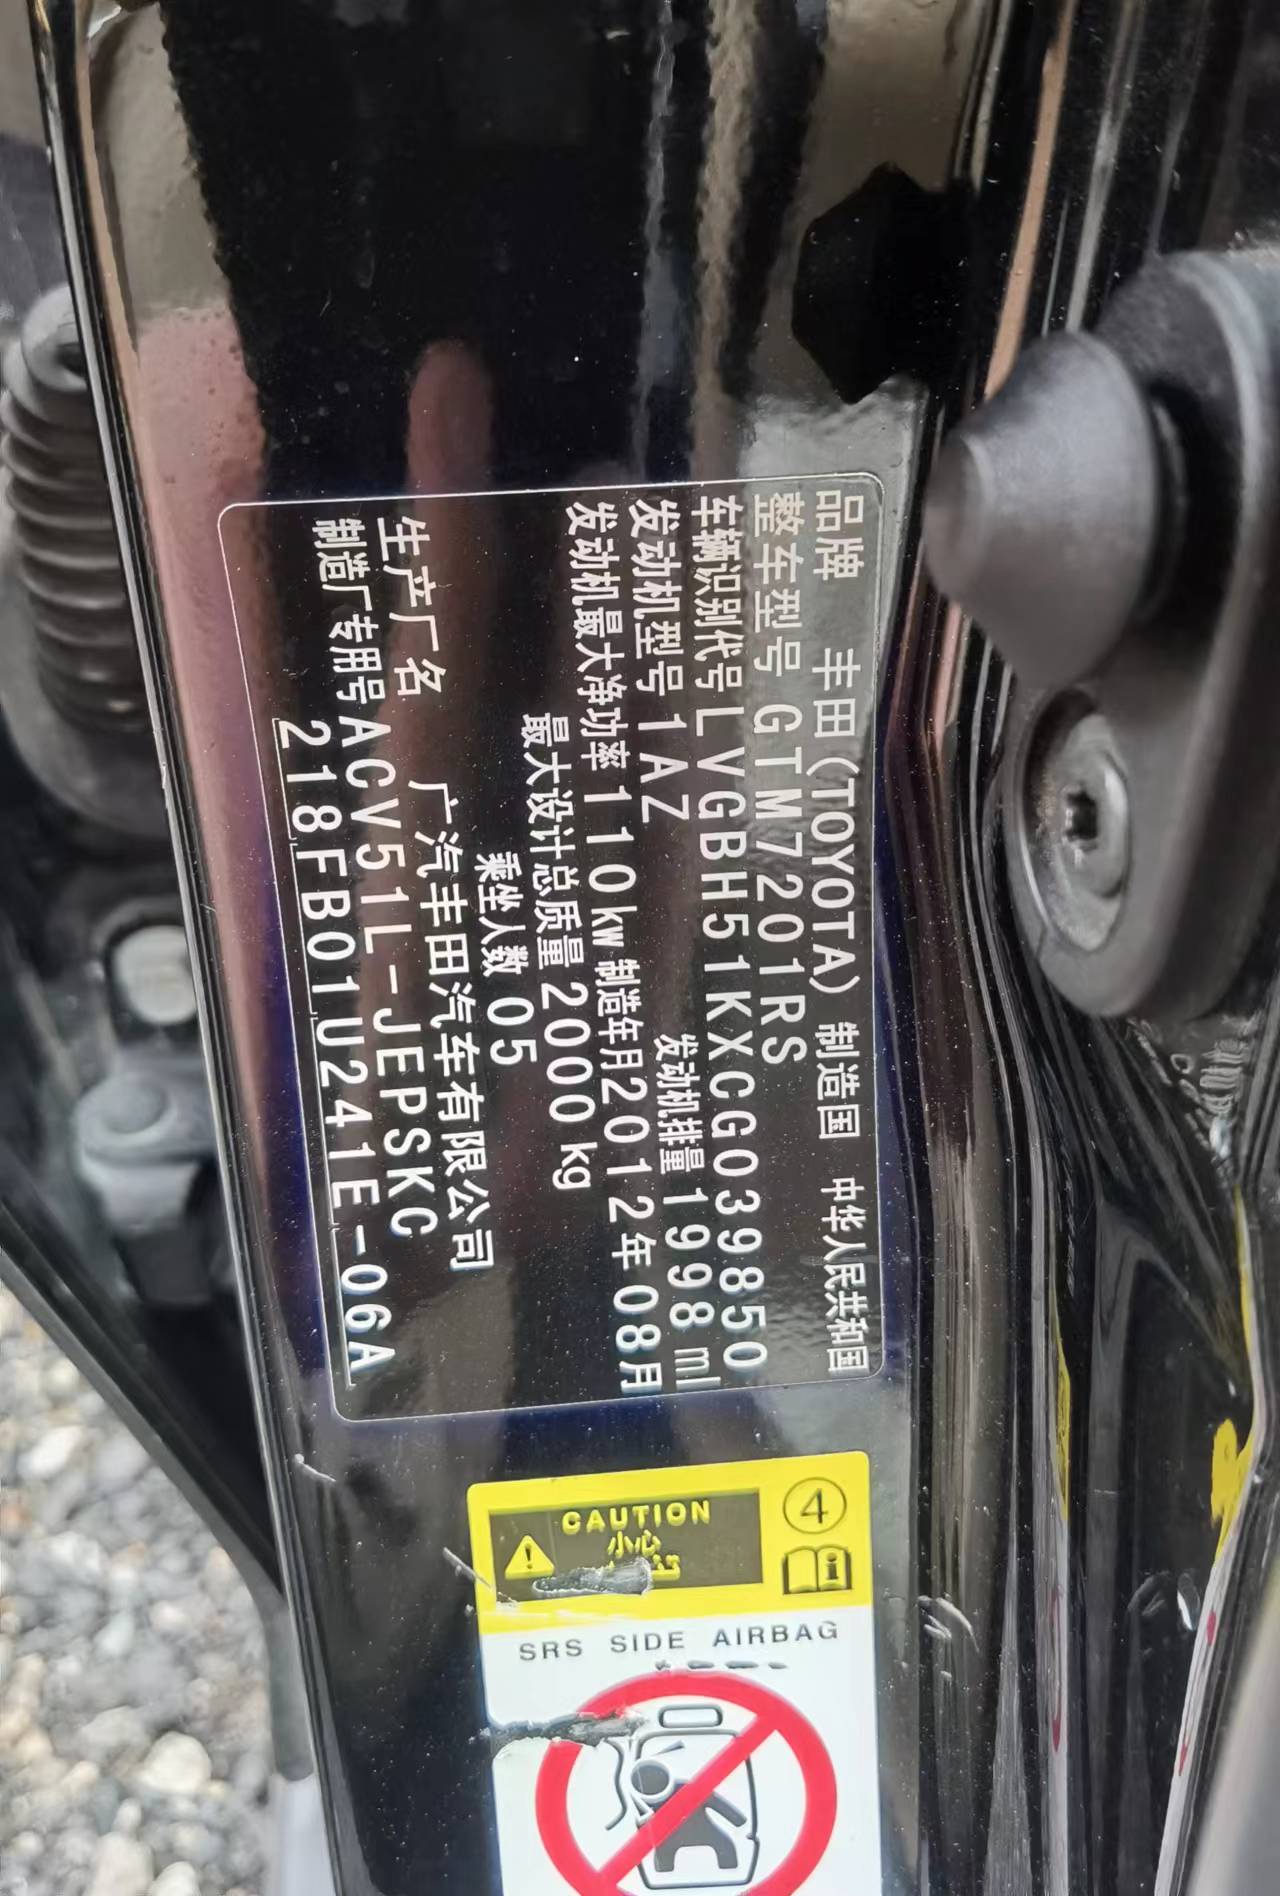 品牌 丰田(TOYOTA) 制造国 中华人民共和国
整车型号 GTM7201RS
车辆识别代号 LVGBH51KXCG039850
发动机型号 1AZ 发动机排量 1998 ml
发动机最大净功率 110kw 制造年月 2012年08月
最大设计总质量 2000 kg
乘坐人数 05
生产厂名 广汽丰田汽车有限公司
制造厂专用号 ACV51L-JEPSKC
218FB01U241E-06A
④
CAUTION
小心
SRS SIDE AIRBAG